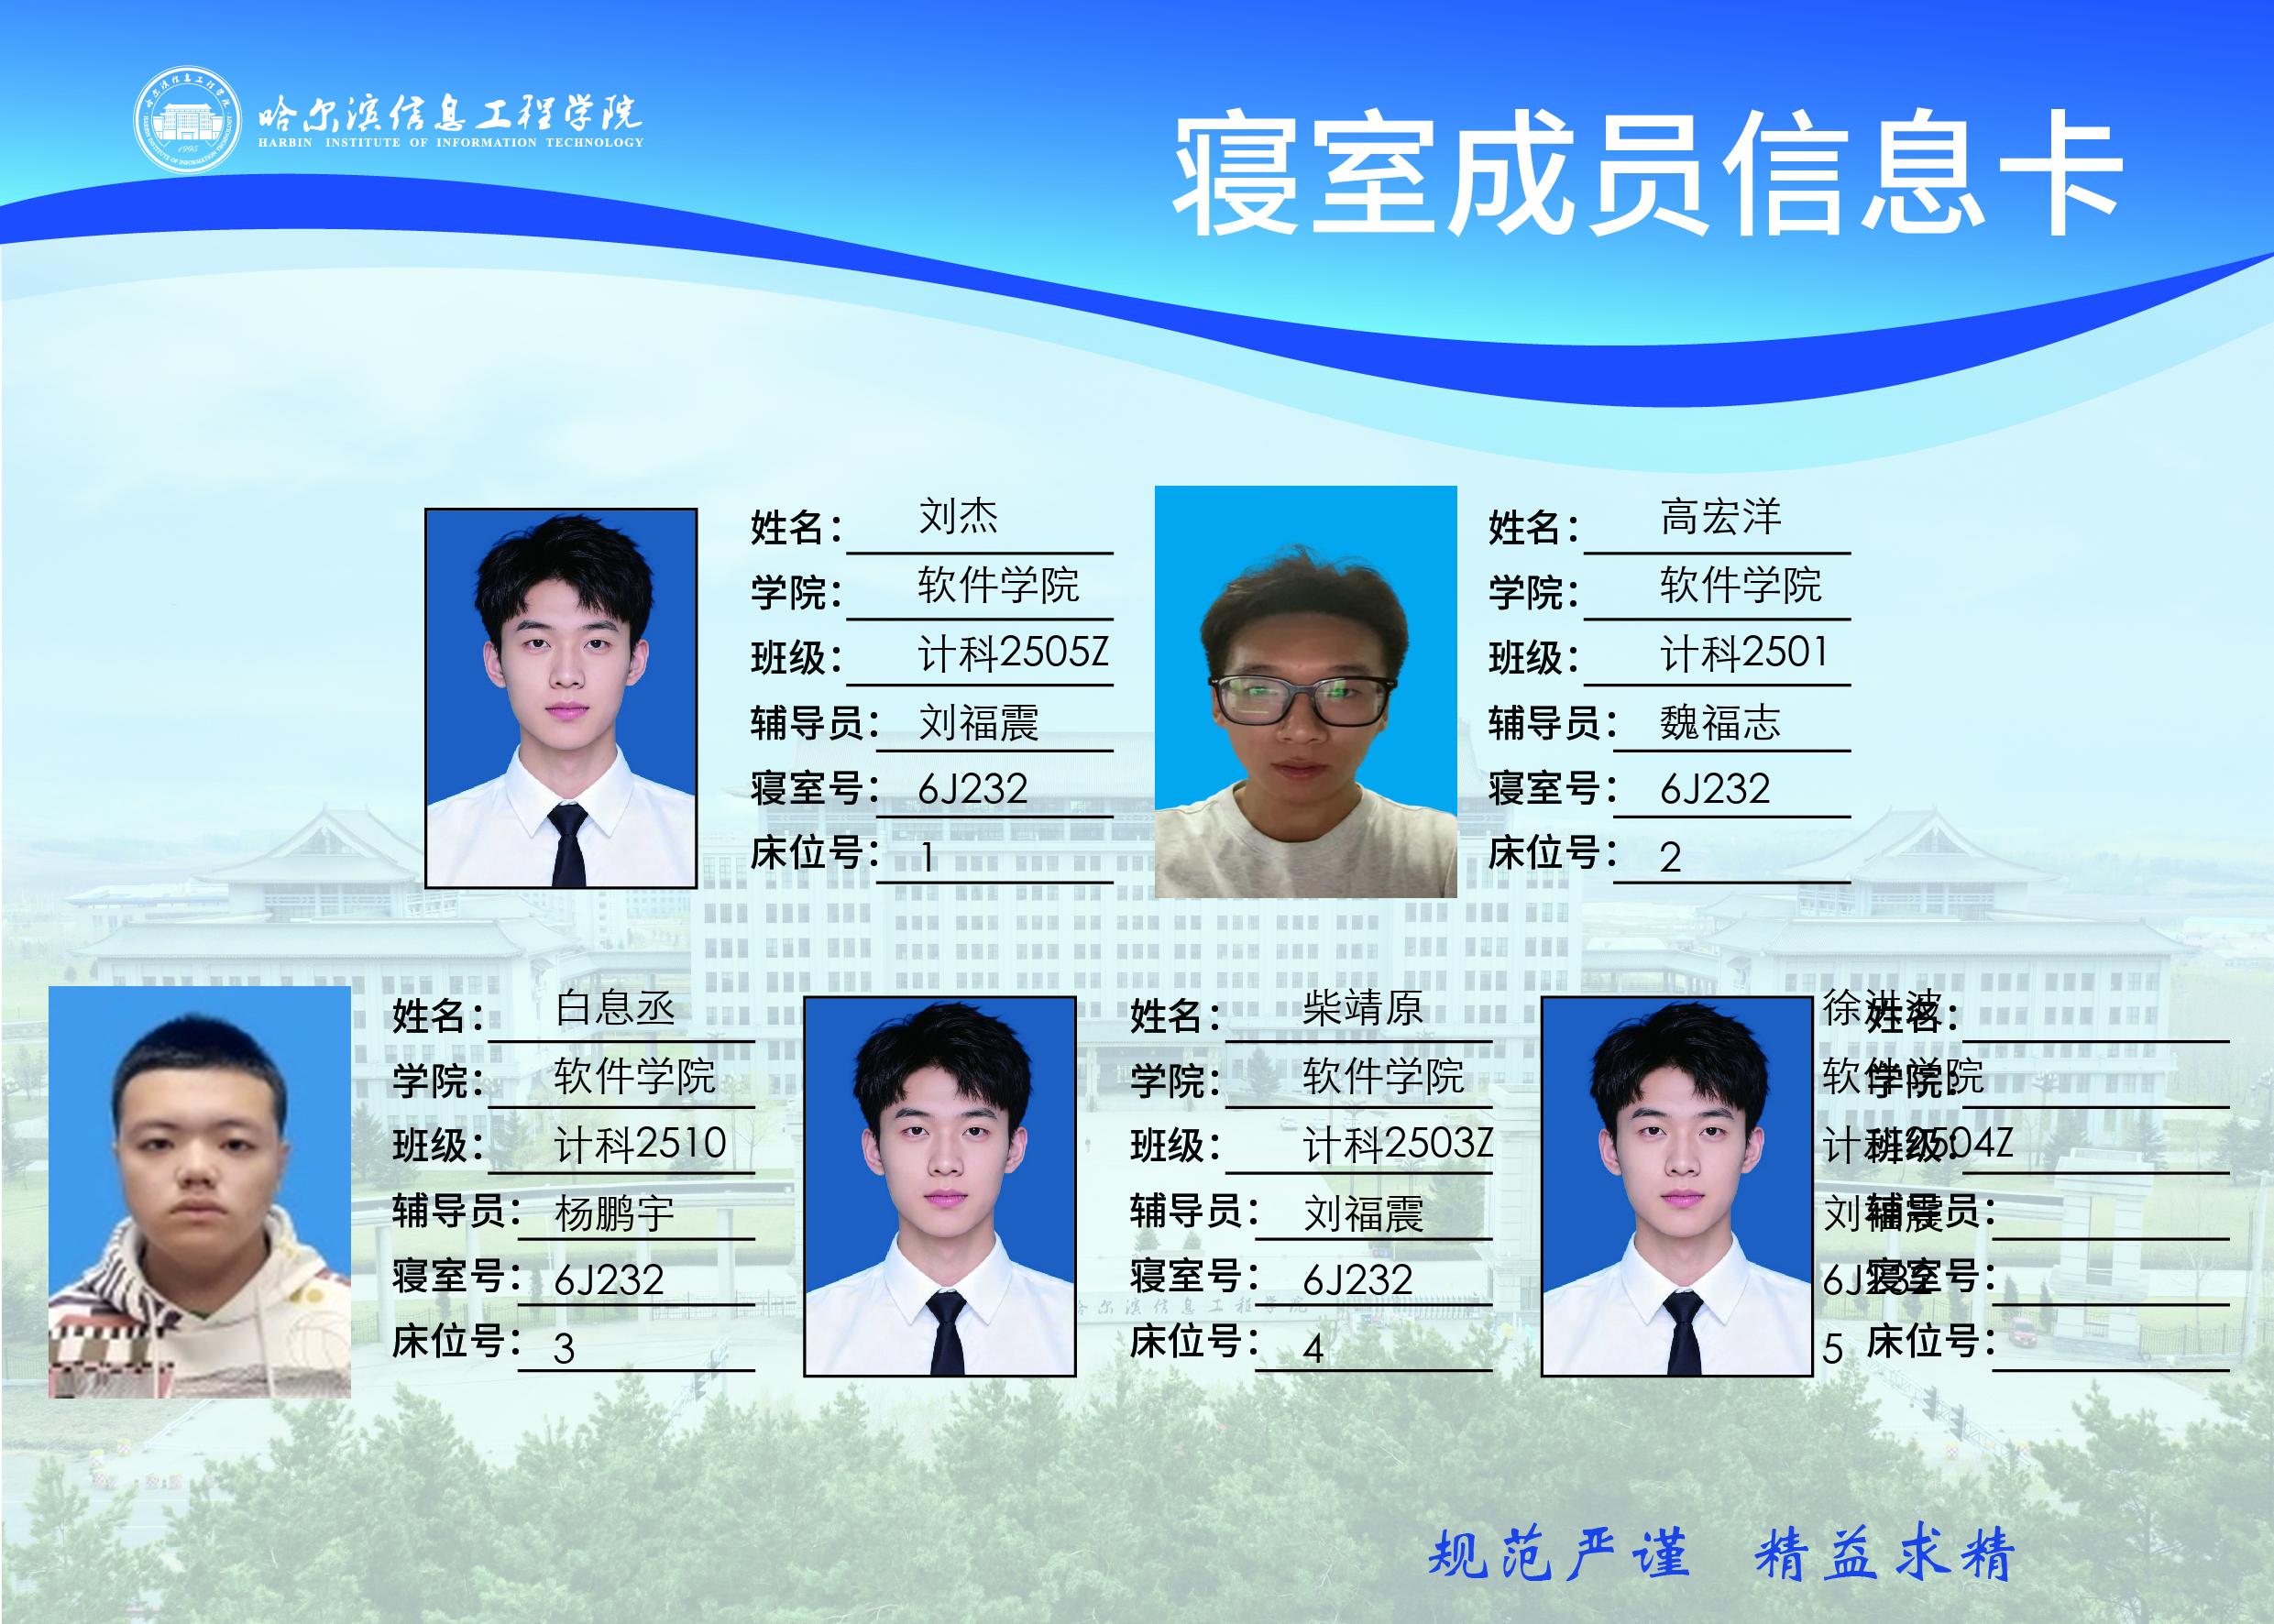 哈尔滨信息工程学院
HARBIN INSTITUTE OF INFORMATION TECHNOLOGY
1995
寝室成员信息卡
姓名： 刘杰
学院： 软件学院
班级： 计科2505Z
辅导员： 刘福震
寝室号： 6J232
床位号： 1
姓名： 高宏洋
学院： 软件学院
班级： 计科2501
辅导员： 魏福志
寝室号： 6J232
床位号： 2
姓名： 白息丞
学院： 软件学院
班级： 计科2510
辅导员： 杨鹏宇
寝室号： 6J232
床位号： 3
姓名： 柴靖原
学院： 软件学院
班级： 计科2503Z
辅导员： 刘福震
寝室号： 6J232
床位号： 4
姓名： 徐洪波
学院： 软件学院
班级： 计科2504Z
辅导员： 刘福震
寝室号： 6J232
床位号： 5
哈尔滨信息工程学院
规范严谨 精益求精